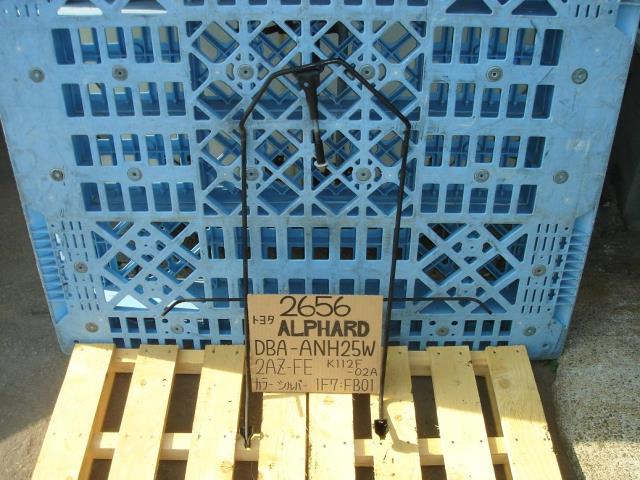 2656
トヨタ ALPHARD
DBA-ANH25W
2AZ-FE K112F
-02A
カラー シルバー 1F7:FB01